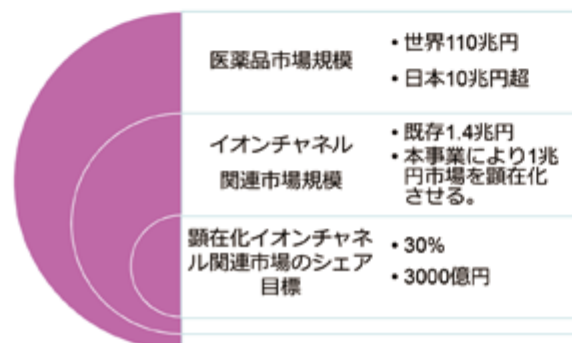 医薬品市場規模
• 世界110兆円
• 日本10兆円超
イオンチャネル
関連市場規模
• 既存1.4兆円
• 本事業により1兆
円市場を顕在化
させる。
顕在化イオンチャネ
ル関連市場のシェア
目標
• 30%
• 3000億円